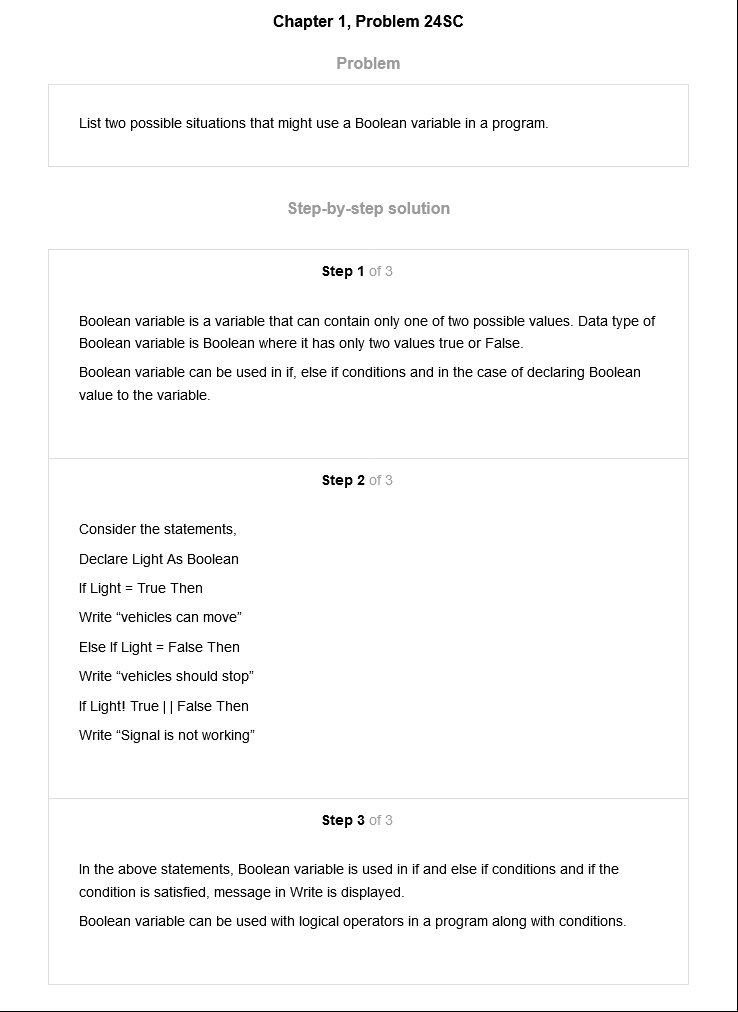 Chapter 1, Problem 24SC
Problem
List two possible situations that might use a Boolean variable in a program.
Step-by-step solution
Step 1 of 3
Boolean variable is a variable that can contain only one of two possible values. Data type of
Boolean variable is Boolean where it has only two values true or False.
Boolean variable can be used in if, else if conditions and in the case of declaring Boolean
value to the variable.
Step 2 of 3
Consider the statements,
Declare Light As Boolean
If Light = True Then
Write “vehicles can move”
Else If Light = False Then
Write “vehicles should stop”
If Light! True | | False Then
Write “Signal is not working”
Step 3 of 3
In the above statements, Boolean variable is used in if and else if conditions and if the
condition is satisfied, message in Write is displayed.
Boolean variable can be used with logical operators in a program along with conditions.